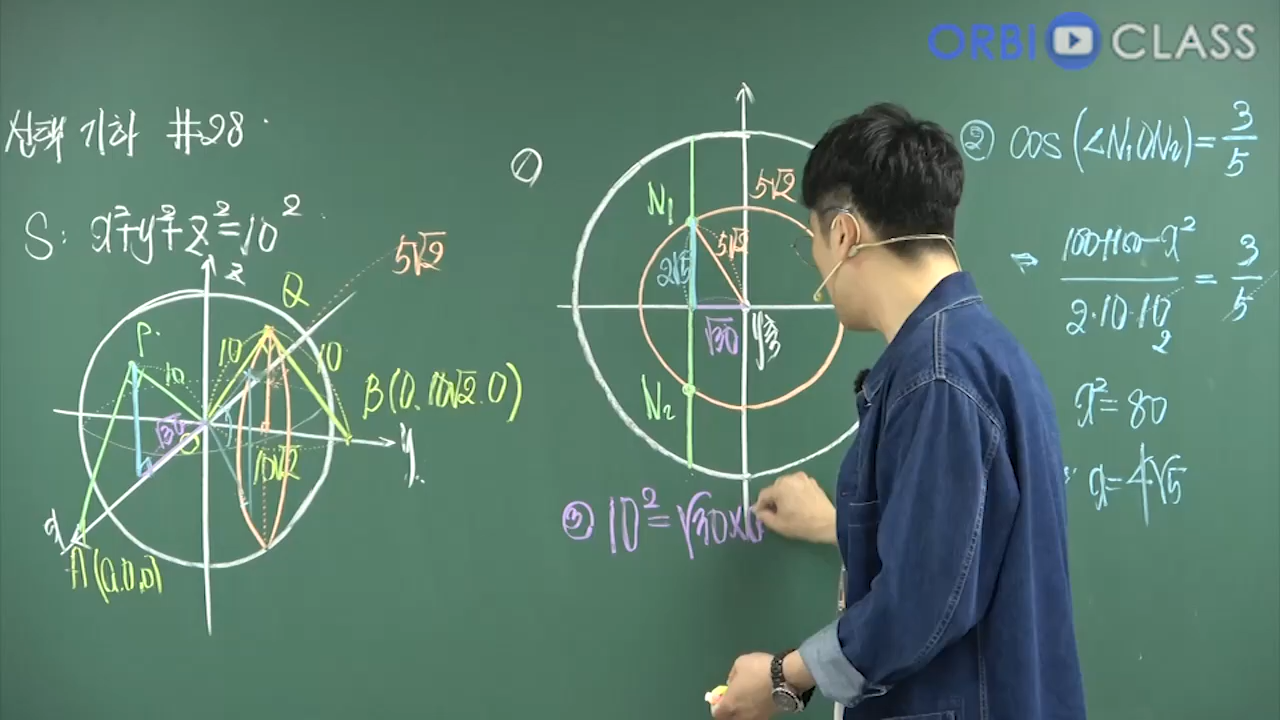 ORBI CLASS
선택 기하 #28.
S: x²+y²+z²=10²
z
5√2
Q
P
10
10
10
B(0.10√2.0)
√30
O
10√2
y
x
A(a,0,0)
①
5√2
N₁
5√2
2√5
√30
N₂
③ 10²=√30×a
② cos(∠N₁ON₂)=3/5
⇒ (100+100-x²)/(2·10·10) = 3/5
2
x²=80
x=4√5